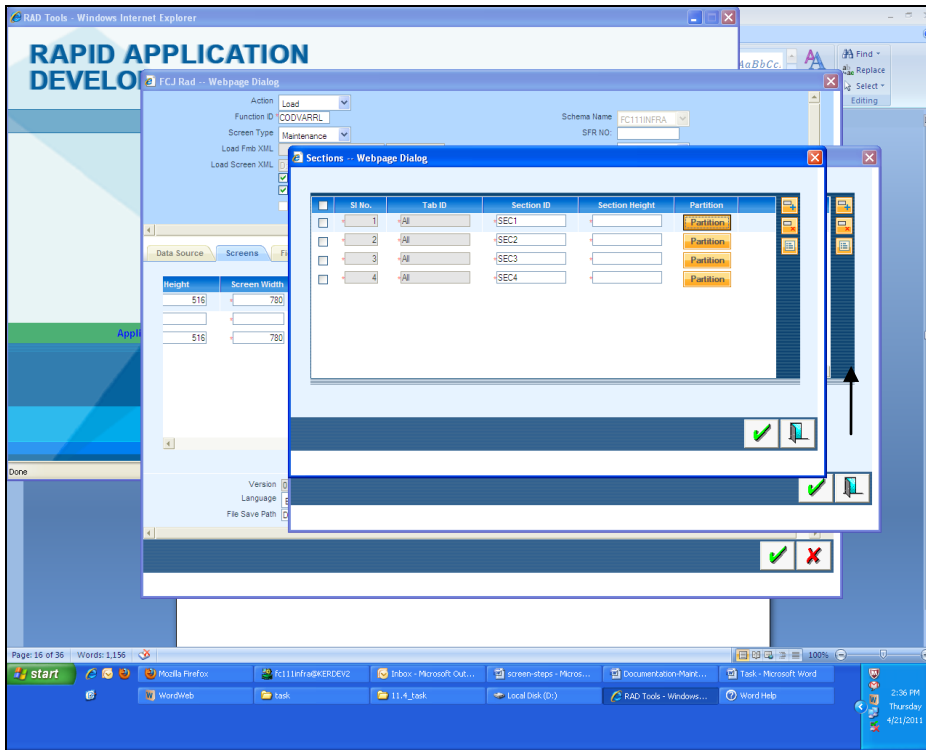 RAD Tools - Windows Internet Explorer
RAPID APPLICATION
DEVELO
AaBbCc.
Find
Replace
Select
Editing
FCJ Rad -- Webpage Dialog
Action Load
Function ID CODVARRL
Schema Name FC111INFRA
Screen Type Maintenance
SFR NO:
Load Fmb XML
Load Screen XML
Sections -- Webpage Dialog
Sl No. Tab ID Section ID Section Height Partition
1 All SEC1 Partition
2 All SEC2 Partition
3 All SEC3 Partition
4 All SEC4 Partition
Data Source Screens Fi
Height Screen Width
516 780
516 780
Appli
Done
Version 0
Language E
File Save Path D
Page: 16 of 36 Words: 1,156 100%
start Mozilla Firefox fc111infra@KERDEV2 Inbox - Microsoft Out... screen-steps - Micros... Documentation-Maint... Task - Microsoft Word
WordWeb task 11.4_task Local Disk (D:) RAD Tools - Windows... Word Help
2:36 PM
Thursday
4/21/2011